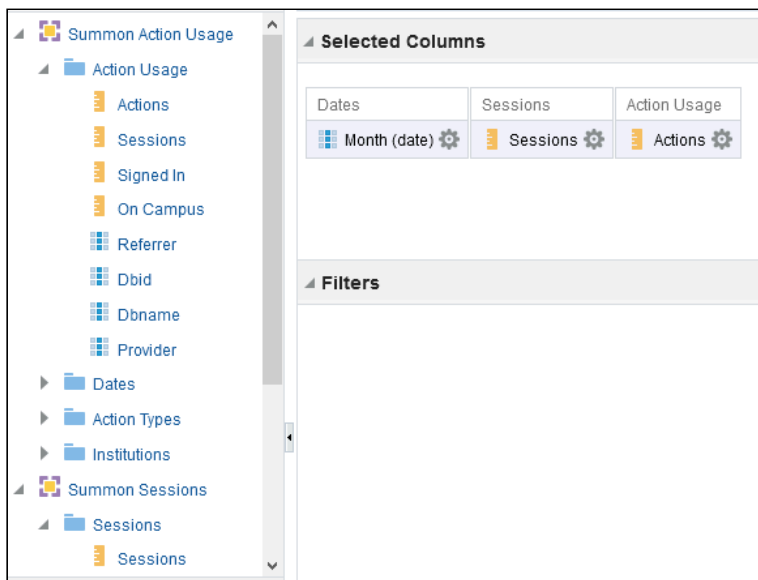 Summon Action Usage
Action Usage
Actions
Sessions
Signed In
On Campus
Referrer
Dbid
Dbname
Provider
Dates
Action Types
Institutions
Summon Sessions
Sessions
Sessions
Selected Columns
Dates Sessions Action Usage
Month (date) Sessions Actions
Filters